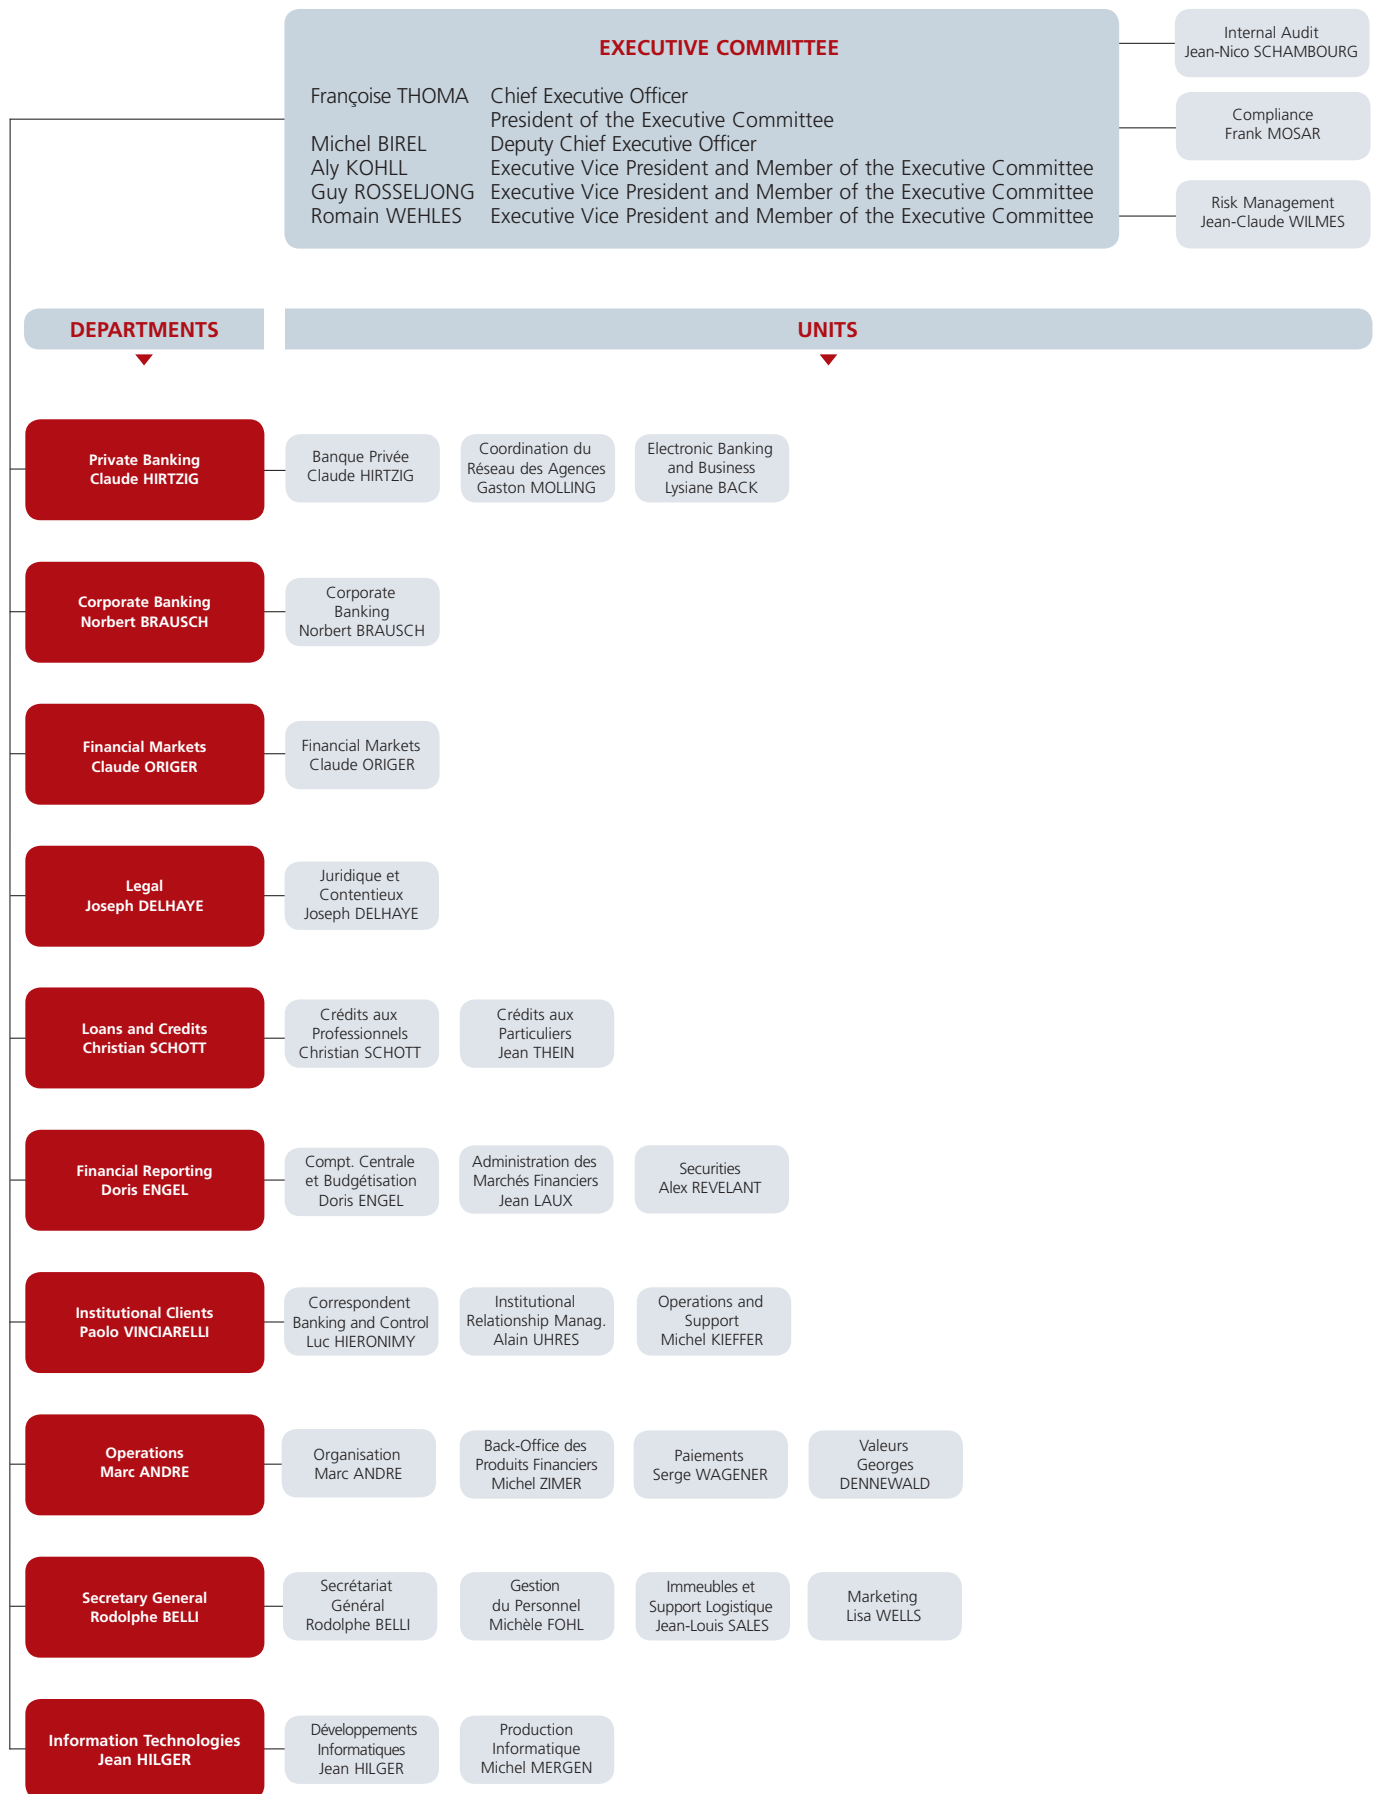 EXECUTIVE COMMITTEE
Françoise THOMA Chief Executive Officer
President of the Executive Committee
Michel BIREL Deputy Chief Executive Officer
Aly KOHLL Executive Vice President and Member of the Executive Committee
Guy ROSSELJONG Executive Vice President and Member of the Executive Committee
Romain WEHLES Executive Vice President and Member of the Executive Committee
Internal Audit
Jean-Nico SCHAMBOURG
Compliance
Frank MOSAR
Risk Management
Jean-Claude WILMES
DEPARTMENTS
UNITS
Private Banking
Claude HIRTZIG
Banque Privée
Claude HIRTZIG
Coordination du
Réseau des Agences
Gaston MOLLING
Electronic Banking
and Business
Lysiane BACK
Corporate Banking
Norbert BRAUSCH
Corporate
Banking
Norbert BRAUSCH
Financial Markets
Claude ORIGER
Financial Markets
Claude ORIGER
Legal
Joseph DELHAYE
Juridique et
Contentieux
Joseph DELHAYE
Loans and Credits
Christian SCHOTT
Crédits aux
Professionnels
Christian SCHOTT
Crédits aux
Particuliers
Jean THEIN
Financial Reporting
Doris ENGEL
Compt. Centrale
et Budgétisation
Doris ENGEL
Administration des
Marchés Financiers
Jean LAUX
Securities
Alex REVELANT
Institutional Clients
Paolo VINCIARELLI
Correspondent
Banking and Control
Luc HIERONIMY
Institutional
Relationship Manag.
Alain UHRES
Operations and
Support
Michel KIEFFER
Operations
Marc ANDRE
Organisation
Marc ANDRE
Back-Office des
Produits Financiers
Michel ZIMER
Paiements
Serge WAGENER
Valeurs
Georges
DENNEWALD
Secretary General
Rodolphe BELLI
Secrétariat
Général
Rodolphe BELLI
Gestion
du Personnel
Michèle FOHL
Immeubles et
Support Logistique
Jean-Louis SALES
Marketing
Lisa WELLS
Information Technologies
Jean HILGER
Développements
Informatiques
Jean HILGER
Production
Informatique
Michel MERGEN